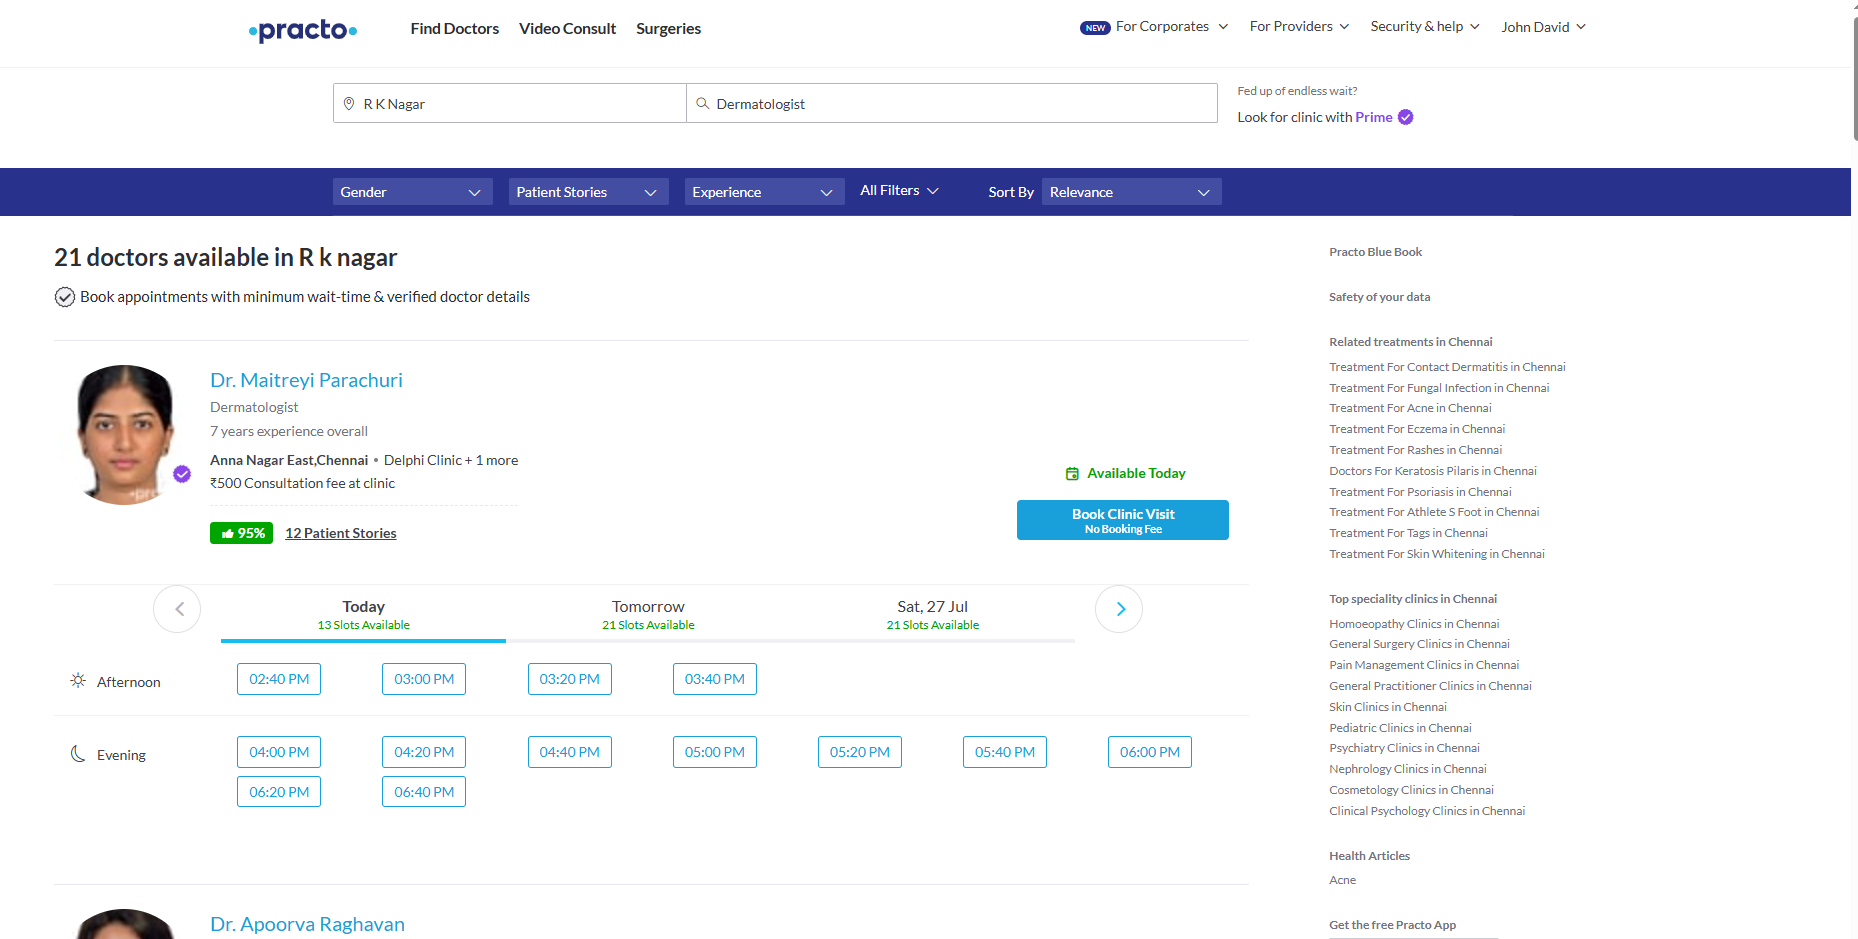 practo
Find Doctors
Video Consult
Surgeries
NEW For Corporates
For Providers
Security & help
John David
R K Nagar
Dermatologist
Fed up of endless wait?
Look for clinic with Prime
Gender
Patient Stories
Experience
All Filters
Sort By
Relevance
21 doctors available in R k nagar
Book appointments with minimum wait-time & verified doctor details
Dr. Maitreyi Parachuri
Dermatologist
7 years experience overall
Anna Nagar East,Chennai • Delphi Clinic + 1 more
₹500 Consultation fee at clinic
95%
12 Patient Stories
Available Today
Book Clinic Visit
No Booking Fee
Today
13 Slots Available
Tomorrow
21 Slots Available
Sat, 27 Jul
21 Slots Available
Afternoon
02:40 PM
03:00 PM
03:20 PM
03:40 PM
Evening
04:00 PM
04:20 PM
04:40 PM
05:00 PM
05:20 PM
05:40 PM
06:00 PM
06:20 PM
06:40 PM
Dr. Apoorva Raghavan
Practo Blue Book
Safety of your data
Related treatments in Chennai
Treatment For Contact Dermatitis in Chennai
Treatment For Fungal Infection in Chennai
Treatment For Acne in Chennai
Treatment For Eczema in Chennai
Treatment For Rashes in Chennai
Doctors For Keratosis Pilaris in Chennai
Treatment For Psoriasis in Chennai
Treatment For Athlete S Foot in Chennai
Treatment For Tags in Chennai
Treatment For Skin Whitening in Chennai
Top speciality clinics in Chennai
Homoeopathy Clinics in Chennai
General Surgery Clinics in Chennai
Pain Management Clinics in Chennai
General Practitioner Clinics in Chennai
Skin Clinics in Chennai
Pediatric Clinics in Chennai
Psychiatry Clinics in Chennai
Nephrology Clinics in Chennai
Cosmetology Clinics in Chennai
Clinical Psychology Clinics in Chennai
Health Articles
Acne
Get the free Practo App